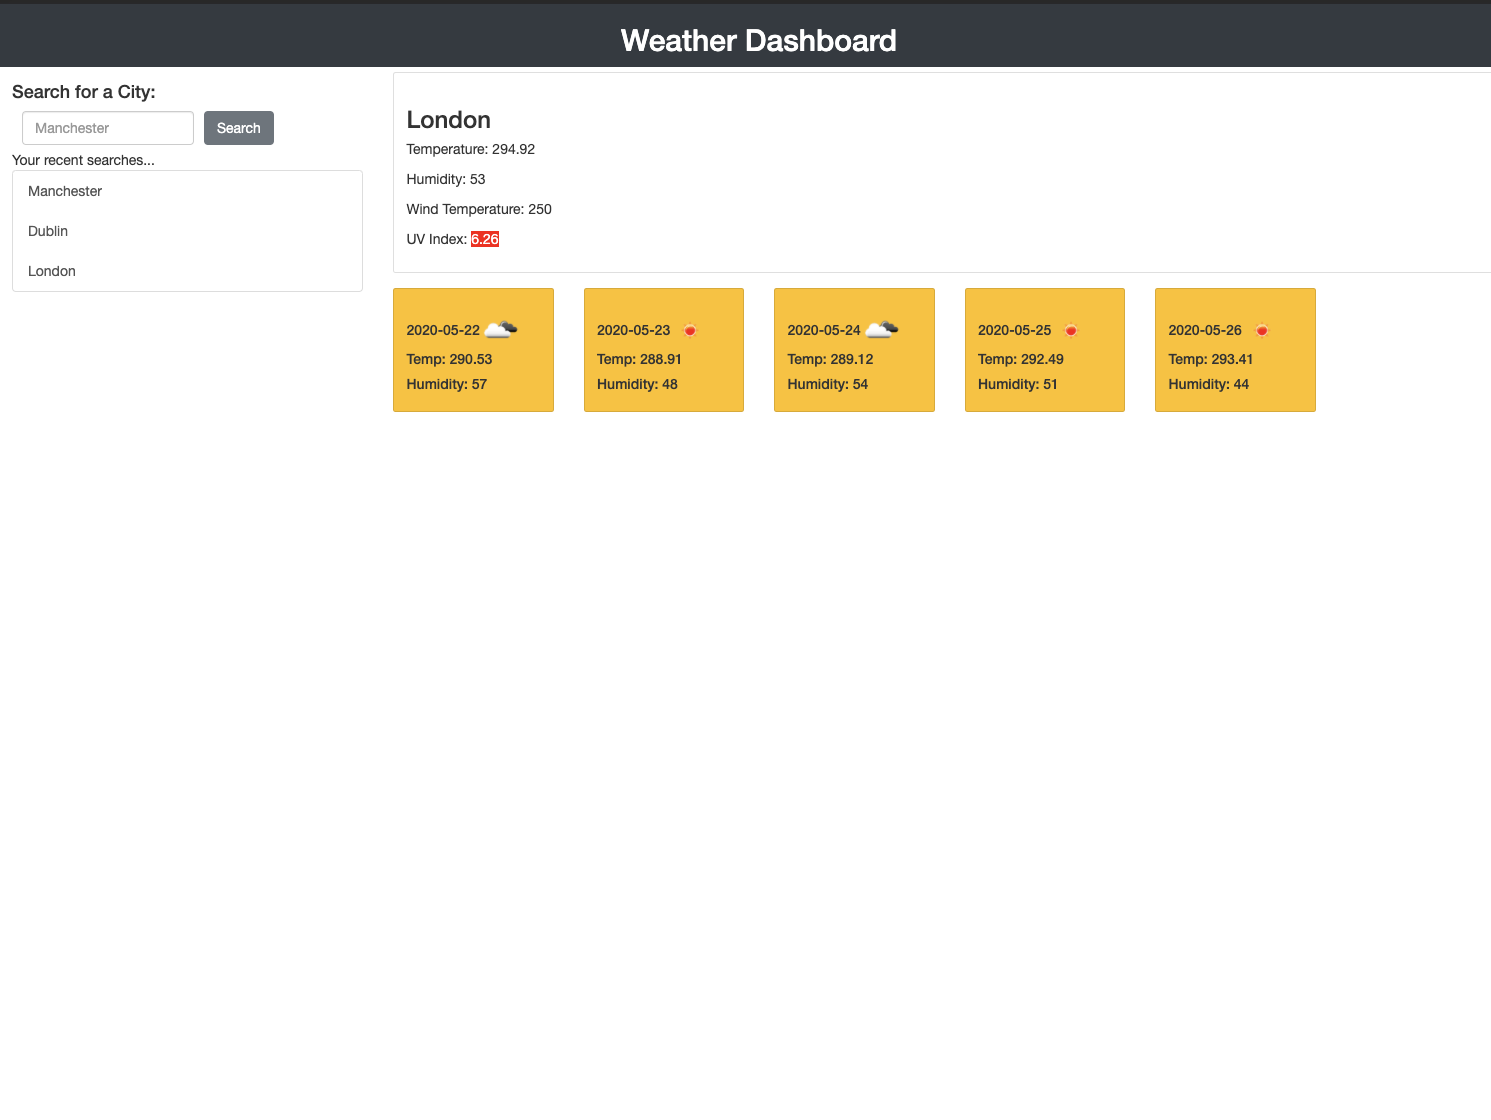 Weather Dashboard
Search for a City:
Manchester
Search
Your recent searches...
Manchester
Dublin
London
London
Temperature: 294.92
Humidity: 53
Wind Temperature: 250
UV Index: 6.26
2020-05-22
Temp: 290.53
Humidity: 57
2020-05-23
Temp: 288.91
Humidity: 48
2020-05-24
Temp: 289.12
Humidity: 54
2020-05-25
Temp: 292.49
Humidity: 51
2020-05-26
Temp: 293.41
Humidity: 44